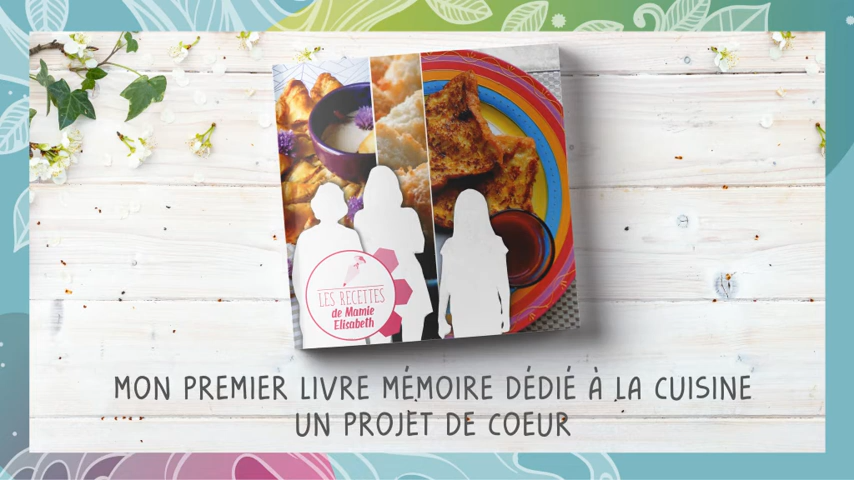 LES RECETTES
de Mamie
Elisabeth
MON PREMIER LIVRE MÉMOIRE DÉDIÉ À LA CUISINE
UN PROJET DE COEUR